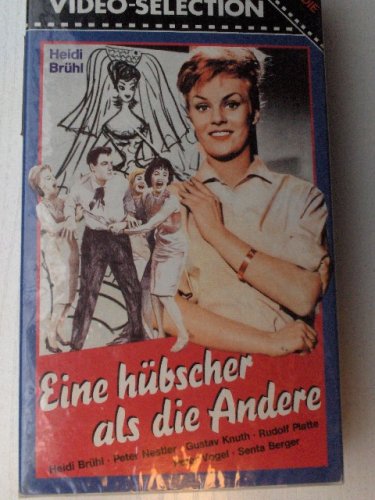 VIDEO-SELECTION
Heidi
Brühl
Eine hübscher
als die Andere
Heidi Brühl · Peter Nestler · Gustav Knuth · Rudolf Platte
Peter Vogel · Senta Berger